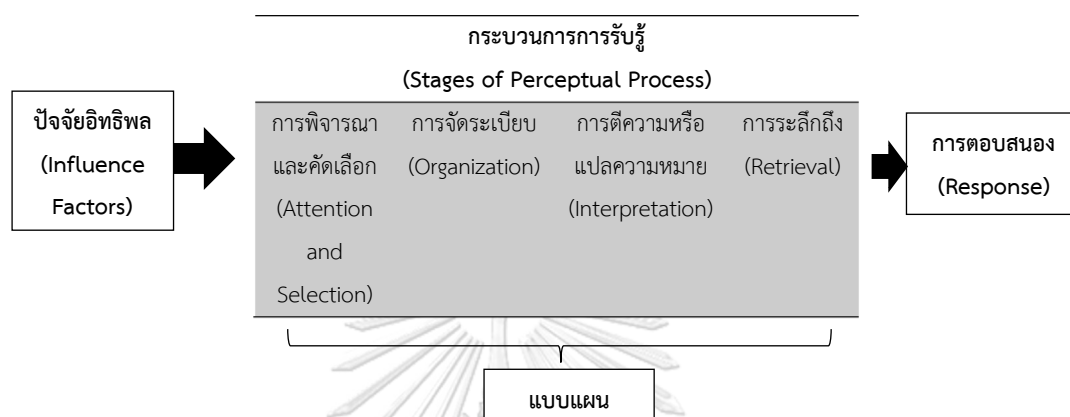 กระบวนการการรับรู้
(Stages of Perceptual Process)
ปัจจัยอิทธิพล
(Influence
Factors)
การพิจารณา
และคัดเลือก
(Attention
and
Selection)
การจัดระเบียบ
(Organization)
การตีความหรือ
แปลความหมาย
(Interpretation)
การระลึกถึง
(Retrieval)
การตอบสนอง
(Response)
แบบแผน